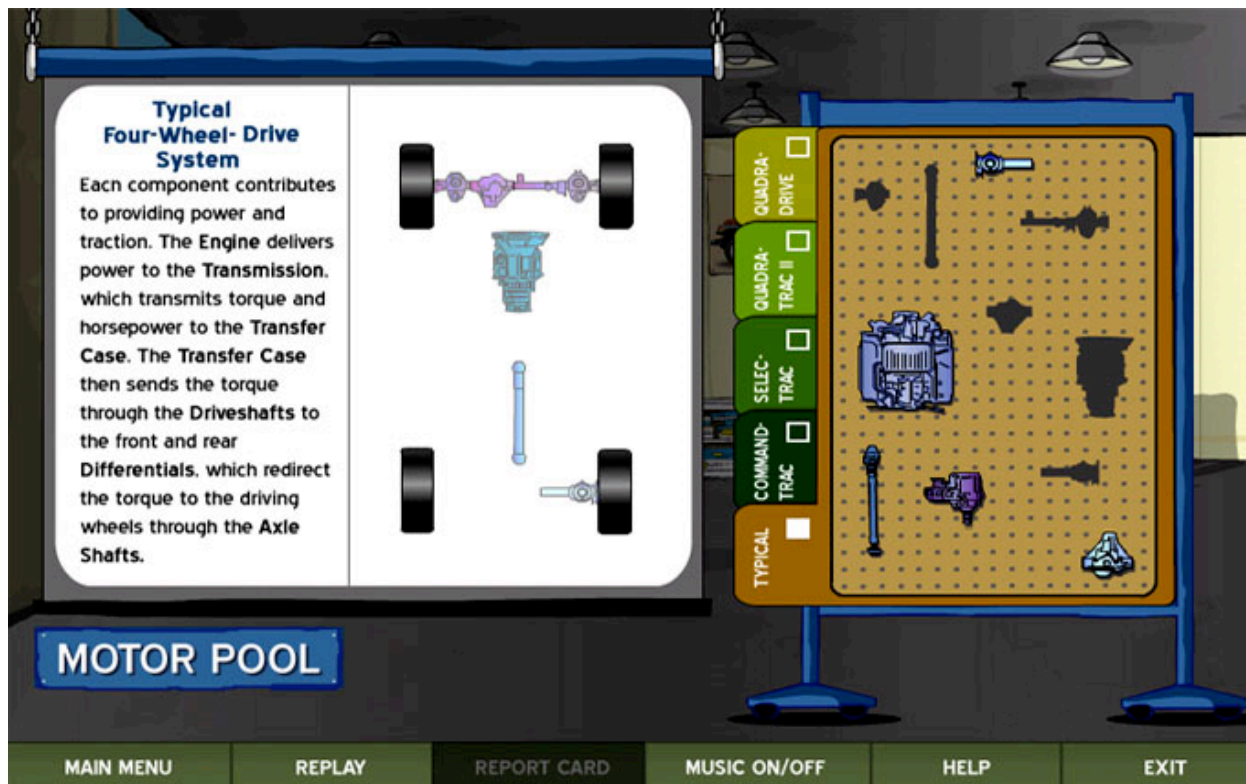 Typical
Four-Wheel- Drive
System
Each component contributes
to providing power and
traction. The Engine delivers
power to the Transmission,
which transmits torque and
horsepower to the Transfer
Case. The Transfer Case
then sends the torque
through the Driveshafts to
the front and rear
Differentials, which redirect
the torque to the driving
wheels through the Axle
Shafts.
QUADRA-
DRIVE
QUADRA-
TRAC II
SELEC-
TRAC
COMMAND-
TRAC
TYPICAL
MOTOR POOL
MAIN MENU
REPLAY
REPORT CARD
MUSIC ON/OFF
HELP
EXIT